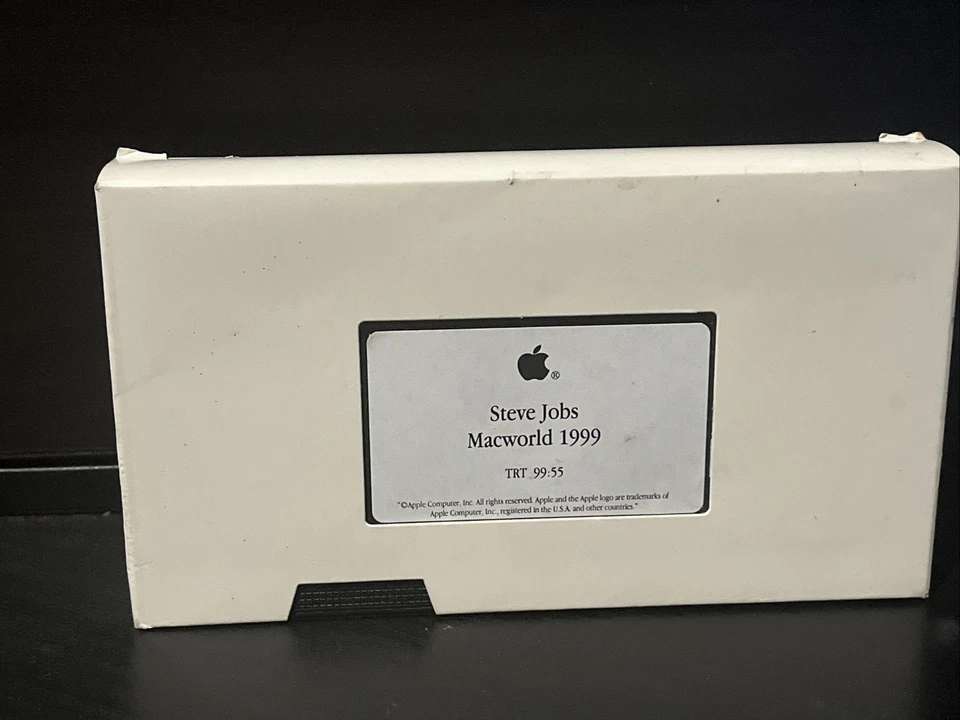 ®
Steve Jobs
Macworld 1999
TRT 99:55
"©Apple Computer, Inc. All rights reserved. Apple and the Apple logo are trademarks of
Apple Computer, Inc., registered in the U.S.A. and other countries."